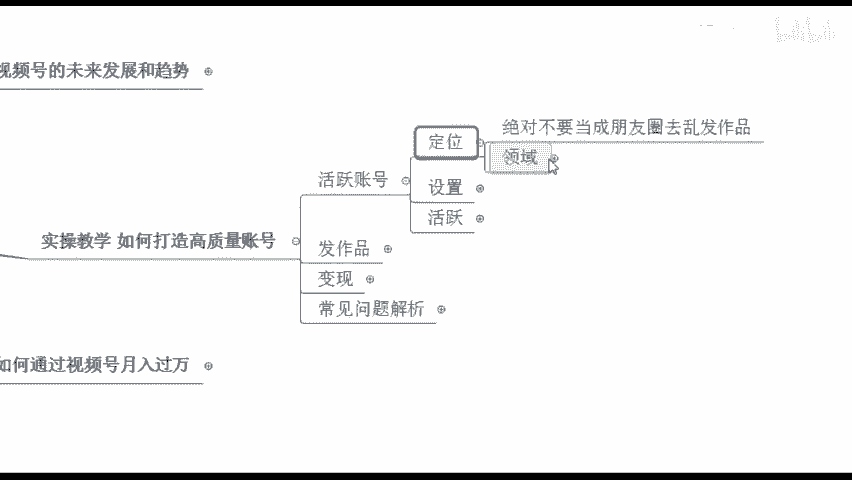 视频号的未来发展和趋势
绝对不要当成朋友圈去乱发作品
定位
领域
活跃账号
设置
活跃
实操教学 如何打造高质量账号
发作品
变现
常见问题解析
如何通过视频号月入过万